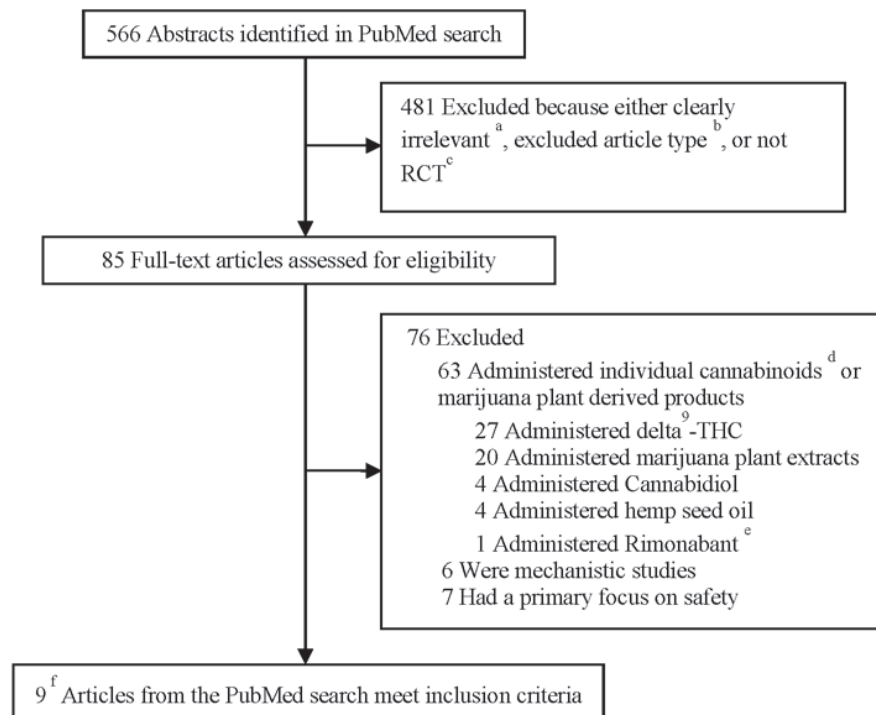 566 Abstracts identified in PubMed search
481 Excluded because either clearly
irrelevant a, excluded article type b, or not
RCT c
85 Full-text articles assessed for eligibility
76 Excluded
63 Administered individual cannabinoids d or
marijuana plant derived products
27 Administered delta9-THC
20 Administered marijuana plant extracts
4 Administered Cannabidiol
4 Administered hemp seed oil
1 Administered Rimonabant e
6 Were mechanistic studies
7 Had a primary focus on safety
9 f Articles from the PubMed search meet inclusion criteria